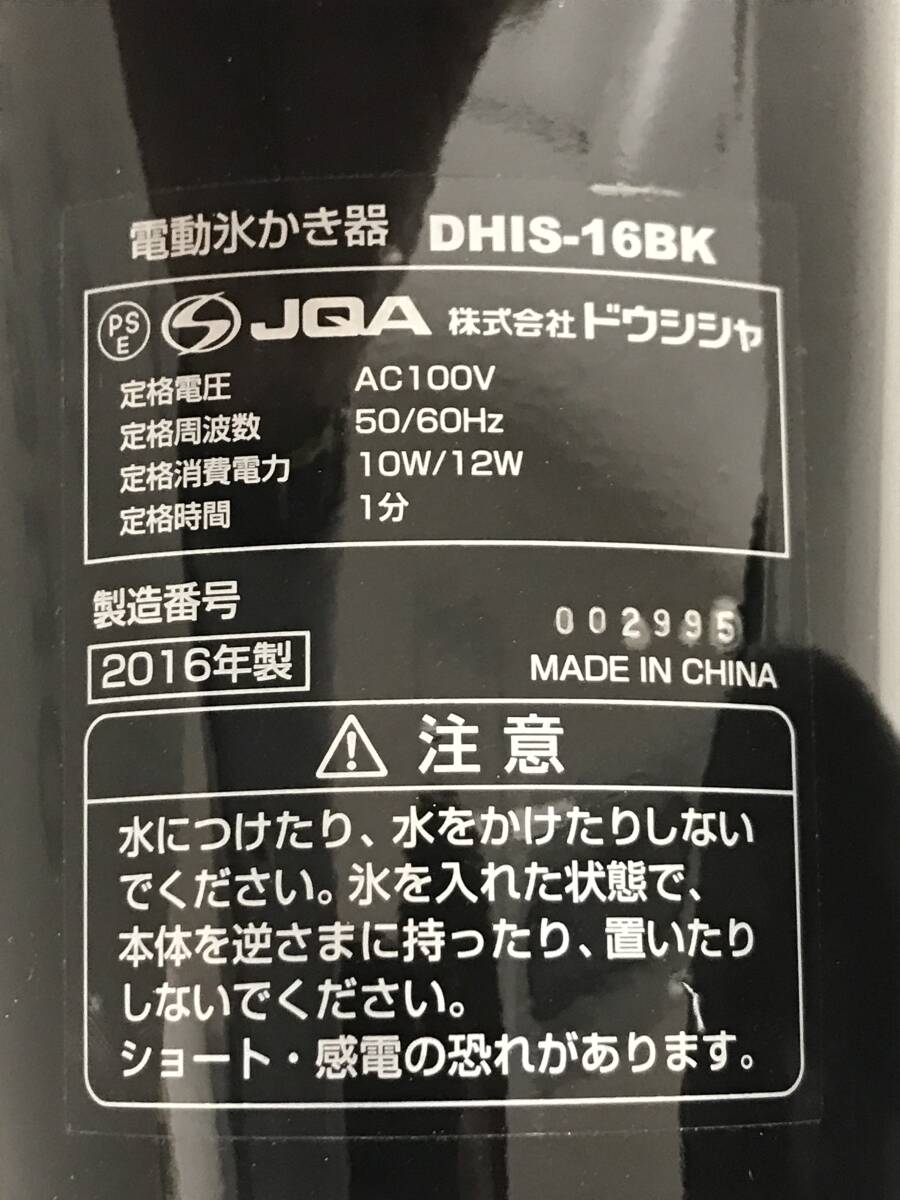 電動氷かき器 DHIS-16BK
PS
E
JQA 株式会社ドウシシャ
定格電圧 AC100V
定格周波数 50/60Hz
定格消費電力 10W/12W
定格時間 1分
製造番号 002995
2016年製 MADE IN CHINA
注意
水につけたり、水をかけたりしない
でください。氷を入れた状態で、
本体を逆さまに持ったり、置いたり
しないでください。
ショート・感電の恐れがあります。